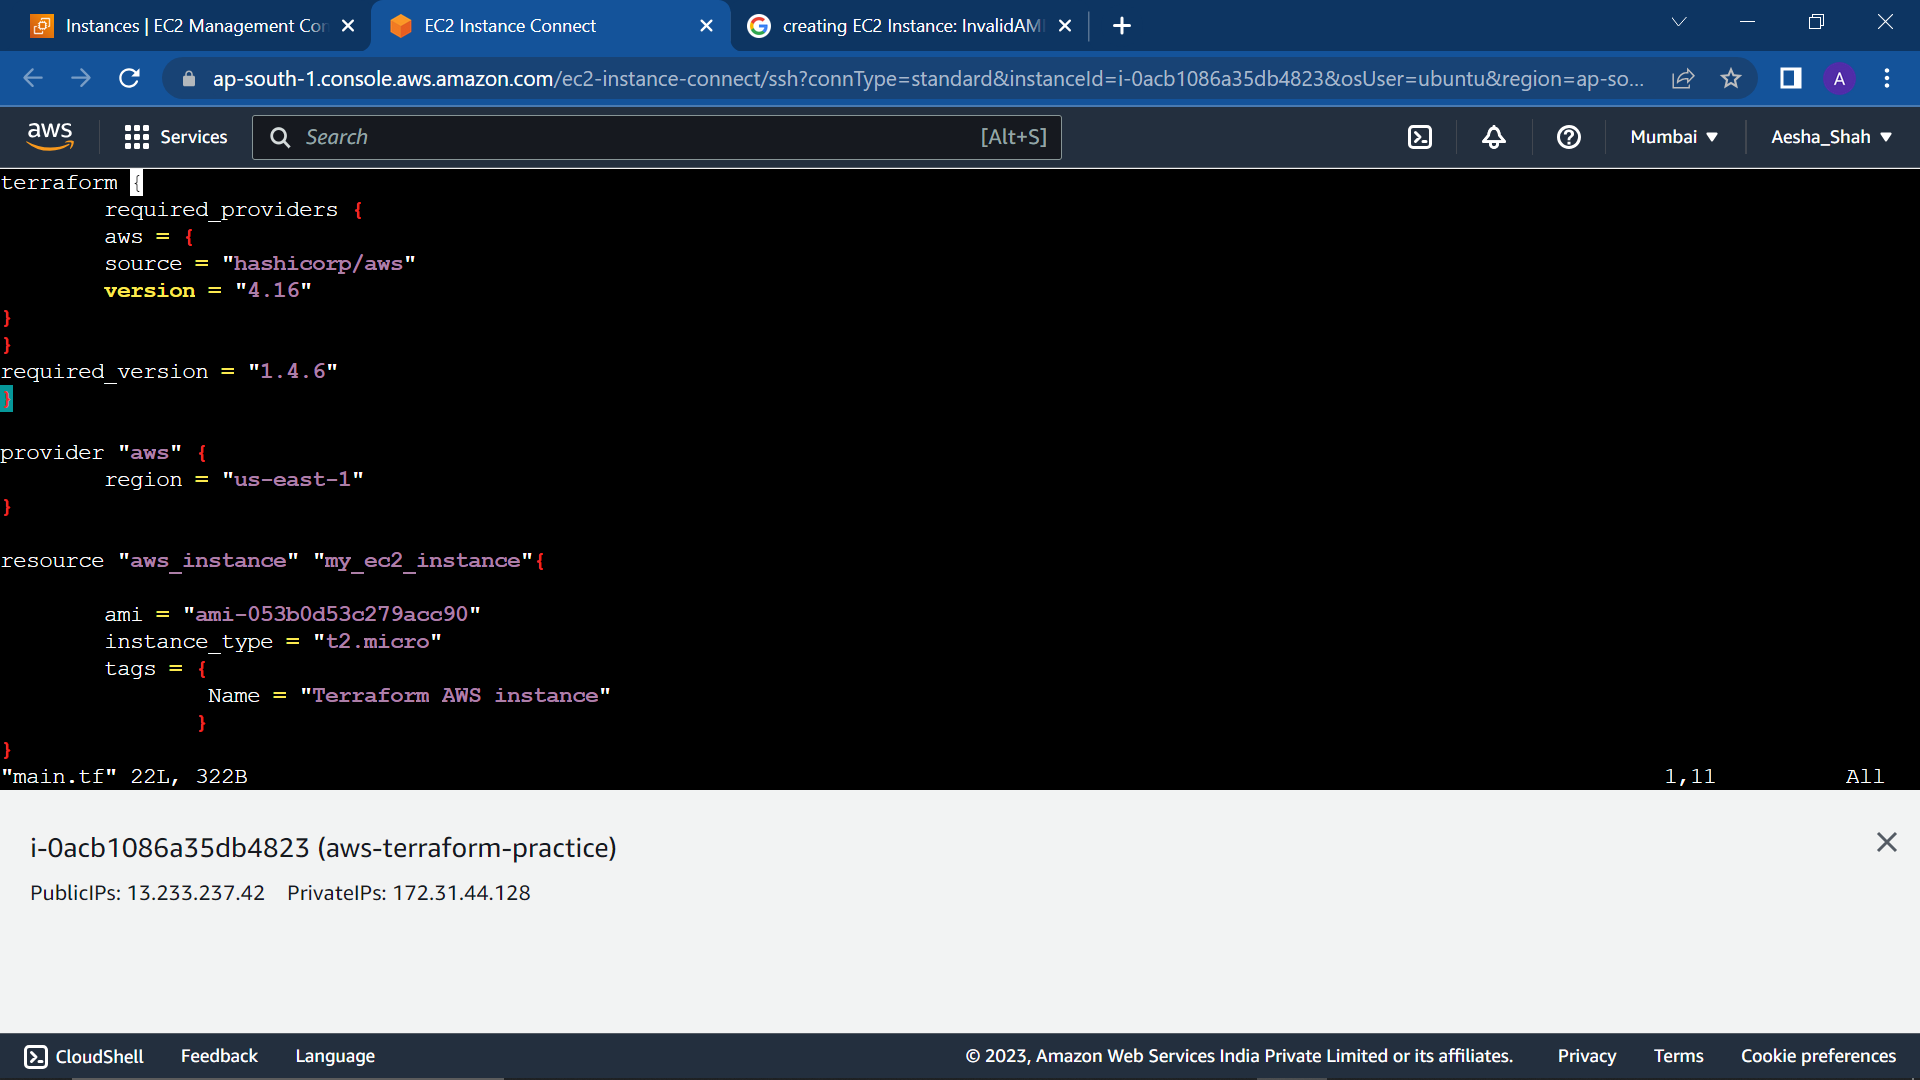 Instances | EC2 Management Con
EC2 Instance Connect
creating EC2 Instance: InvalidAMI
ap-south-1.console.aws.amazon.com/ec2-instance-connect/ssh?connType=standard&instanceId=i-0acb1086a35db4823&osUser=ubuntu&region=ap-so...
A
aws
Services
Search
[Alt+S]
Mumbai
Aesha_Shah
terraform {
required_providers {
aws = {
source = "hashicorp/aws"
version = "4.16"
}
}
required_version = "1.4.6"
}
provider "aws" {
region = "us-east-1"
}
resource "aws_instance" "my_ec2_instance"{
ami = "ami-053b0d53c279acc90"
instance_type = "t2.micro"
tags = {
Name = "Terraform AWS instance"
}
}
"main.tf" 22L, 322B
1,11
All
i-0acb1086a35db4823 (aws-terraform-practice)
PublicIPs: 13.233.237.42 PrivateIPs: 172.31.44.128
CloudShell
Feedback
Language
© 2023, Amazon Web Services India Private Limited or its affiliates.
Privacy
Terms
Cookie preferences